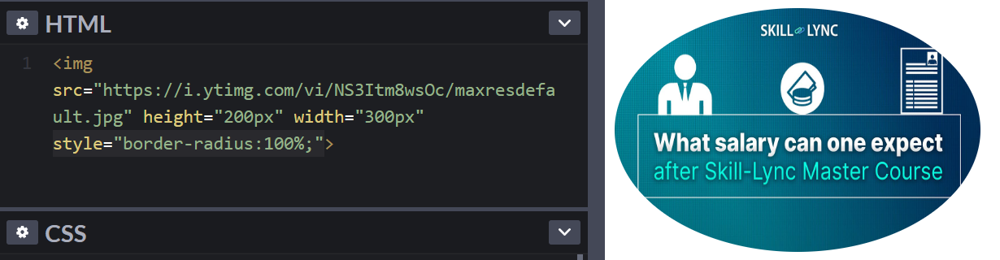 HTML
1 <img
src="https://i.ytimg.com/vi/NS3Itm8wsOc/maxresdefa
ult.jpg" height="200px" width="300px"
style="border-radius:100%;">
CSS
SKILL LYNC
What salary can one expect
after Skill-Lync Master Course